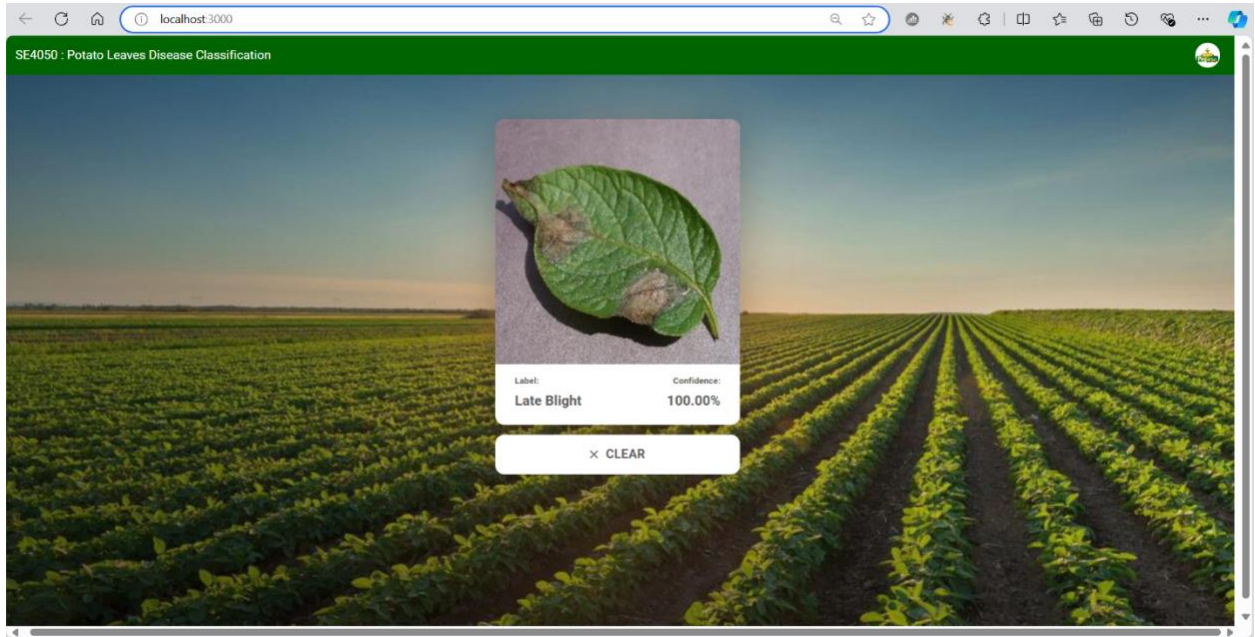 localhost:3000
SE4050 : Potato Leaves Disease Classification
Label:
Confidence:
Late Blight
100.00%
× CLEAR